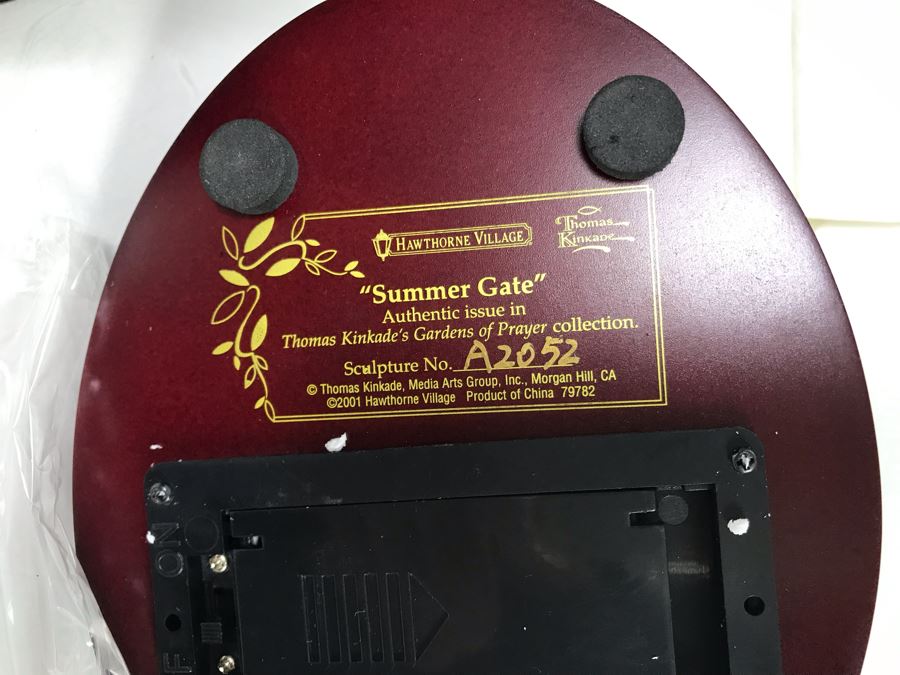 HAWTHORNE VILLAGE
Thomas
Kinkade
"Summer Gate"
Authentic issue in
Thomas Kinkade's Gardens of Prayer collection.
Sculpture No. A2052
© Thomas Kinkade, Media Arts Group, Inc., Morgan Hill, CA
©2001 Hawthorne Village Product of China 79782
ON